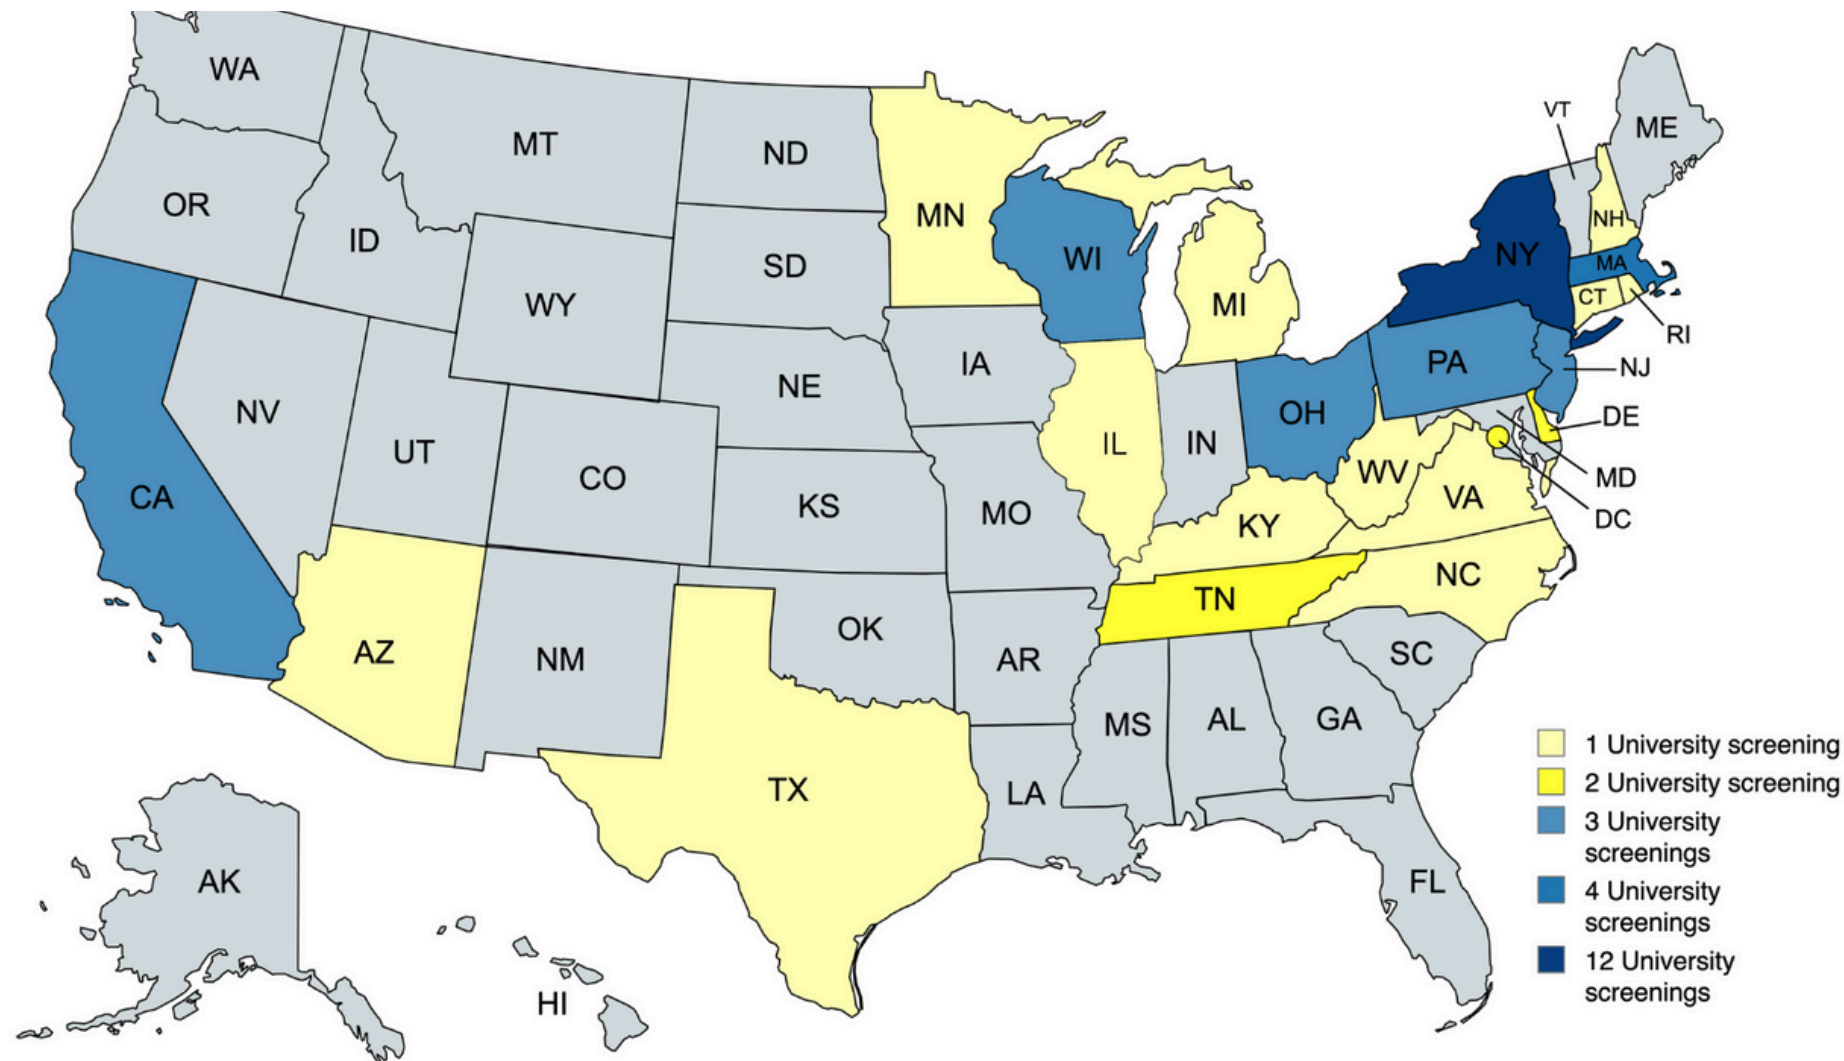 WA
MT
ND
VT
ME
OR
ID
MN
NH
SD
WI
NY
MA
WY
MI
CT
RI
IA
PA
NJ
NE
NV
UT
CO
IL
IN
OH
DE
CA
KS
MO
WV
VA
MD
KY
DC
TN
NC
AZ
NM
OK
AR
SC
MS
AL
GA
TX
LA
FL
AK
HI
1 University screening
2 University screening
3 University
screenings
4 University
screenings
12 University
screenings